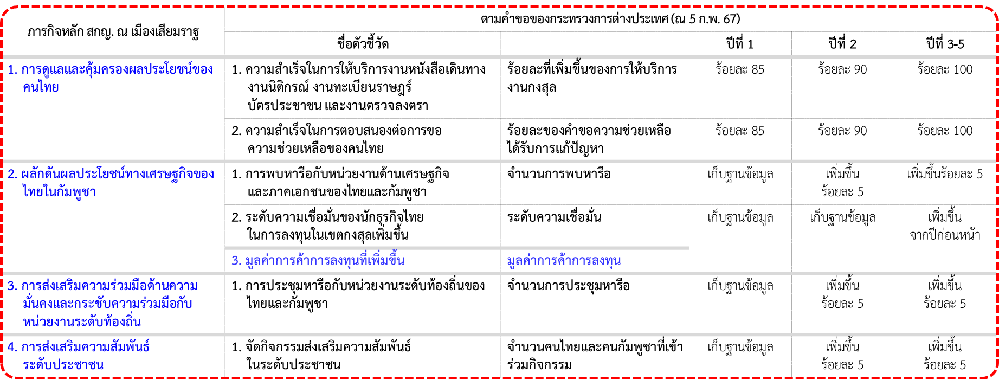 ภารกิจหลัก สกญ. ณ เมืองเสียมราฐ
ตามคำขอของกระทรวงการต่างประเทศ (ณ 5 ก.พ. 67)
ชื่อตัวชี้วัด
ปีที่ 1
ปีที่ 2
ปีที่ 3-5
1. การดูแลและคุ้มครองผลประโยชน์ของ
คนไทย
1. ความสำเร็จในการให้บริการงานหนังสือเดินทาง
งานนิติกรณ์ งานทะเบียนราษฎร์
บัตรประชาชน และงานตรวจลงตรา
ร้อยละที่เพิ่มขึ้นของการให้บริการ
งานกงสุล
ร้อยละ 85
ร้อยละ 90
ร้อยละ 100
2. ความสำเร็จในการตอบสนองต่อการขอ
ความช่วยเหลือของคนไทย
ร้อยละของคำขอความช่วยเหลือ
ได้รับการแก้ปัญหา
ร้อยละ 85
ร้อยละ 90
ร้อยละ 100
2. ผลักดันผลประโยชน์ทางเศรษฐกิจของ
ไทยในกัมพูชา
1. การพบหารือกับหน่วยงานด้านเศรษฐกิจ
และภาคเอกชนของไทยและกัมพูชา
จำนวนการพบหารือ
เก็บฐานข้อมูล
เพิ่มขึ้น
ร้อยละ 5
เพิ่มขึ้นร้อยละ 5
2. ระดับความเชื่อมั่นของนักธุรกิจไทย
ในการลงทุนในเขตกงสุลเพิ่มขึ้น
ระดับความเชื่อมั่น
เก็บฐานข้อมูล
เก็บฐานข้อมูล
เพิ่มขึ้น
จากปีก่อนหน้า
3. มูลค่าการค้าการลงทุนที่เพิ่มขึ้น
มูลค่าการค้าการลงทุน
3. การส่งเสริมความร่วมมือด้านความ
มั่นคงและกระชับความร่วมมือกับ
หน่วยงานระดับท้องถิ่น
1. การประชุมหารือกับหน่วยงานระดับท้องถิ่นของ
ไทยและกัมพูชา
จำนวนการประชุมหารือ
เก็บฐานข้อมูล
เพิ่มขึ้น
ร้อยละ 5
เพิ่มขึ้น
ร้อยละ 5
4. การส่งเสริมความสัมพันธ์
ระดับประชาชน
1. จัดกิจกรรมส่งเสริมความสัมพันธ์
ในระดับประชาชน
จำนวนคนไทยและคนกัมพูชาที่เข้า
ร่วมกิจกรรม
เก็บฐานข้อมูล
เพิ่มขึ้น
ร้อยละ 5
เพิ่มขึ้น
ร้อยละ 5